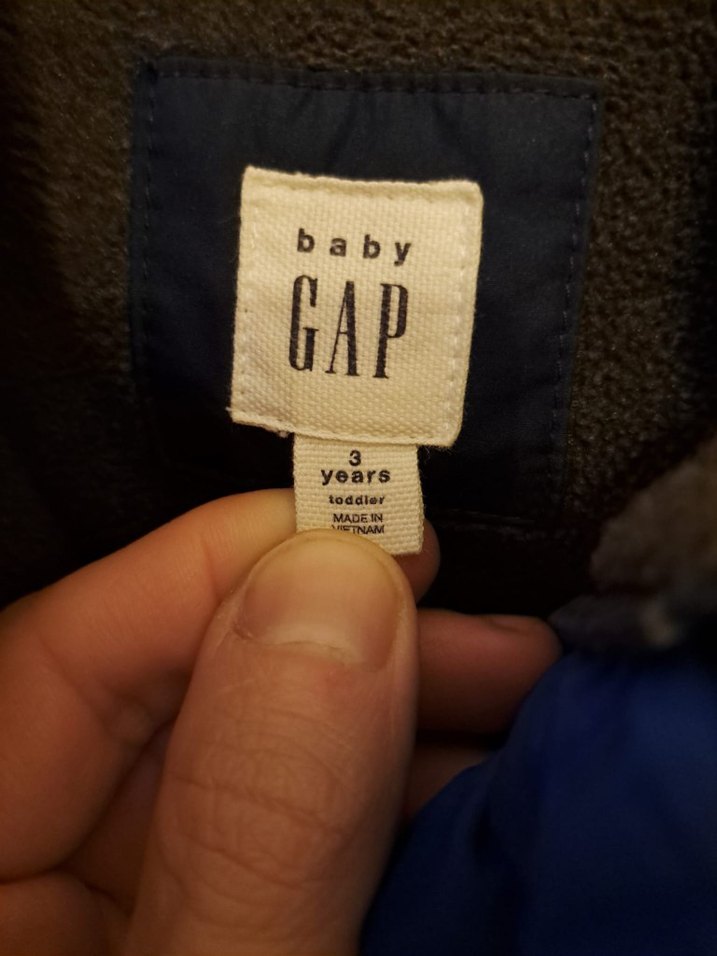 baby
GAP
3
years
toddler
MADE IN
VIETNAM